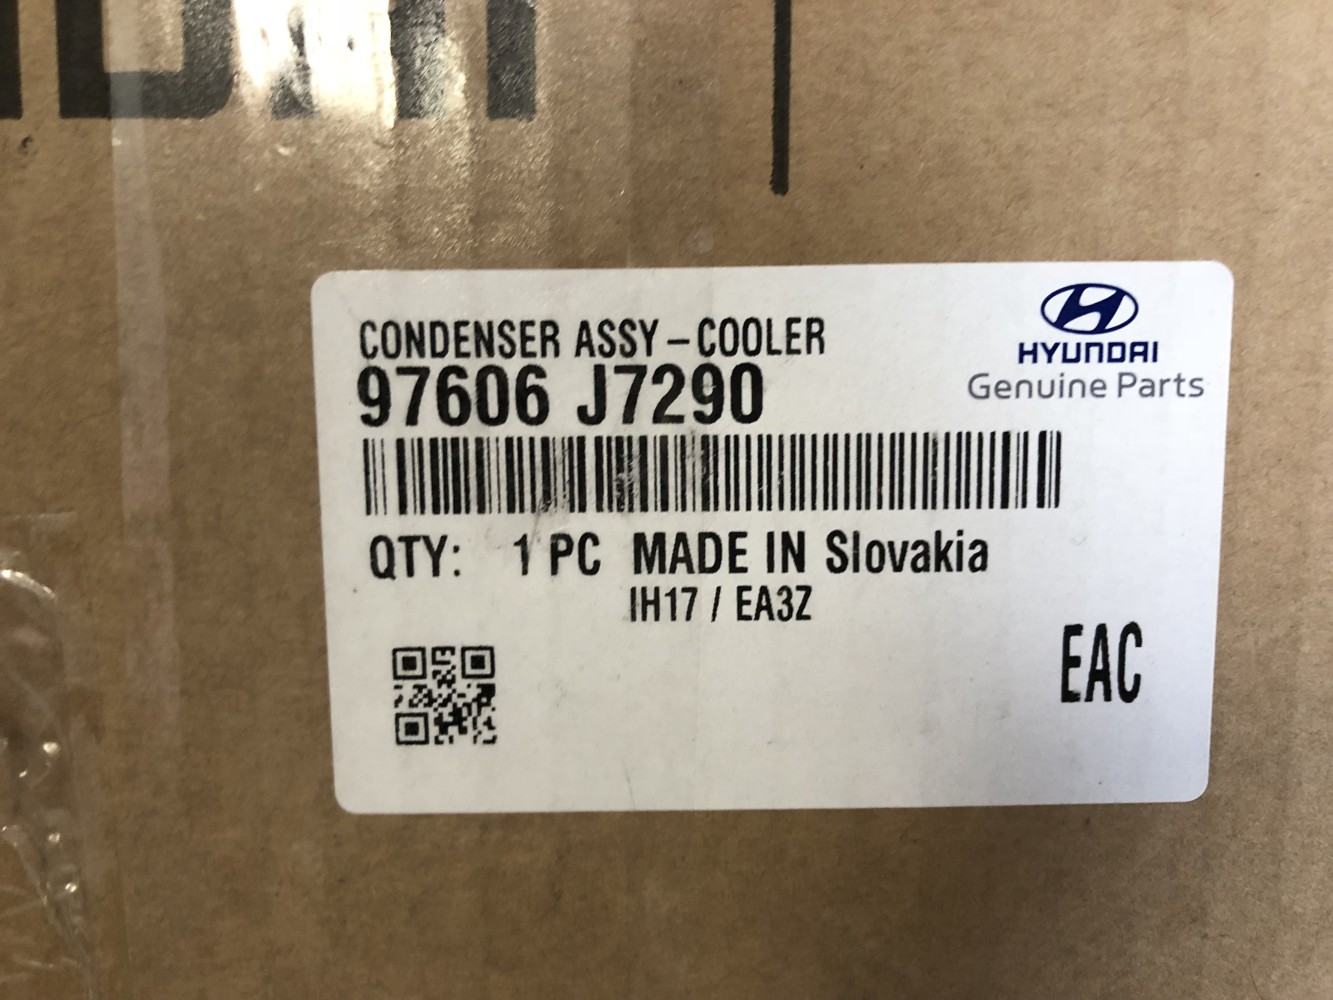 CONDENSER ASSY-COOLER
97606 J7290
HYUNDAI
Genuine Parts
QTY: 1 PC MADE IN Slovakia
IH17 / EA3Z
EAC